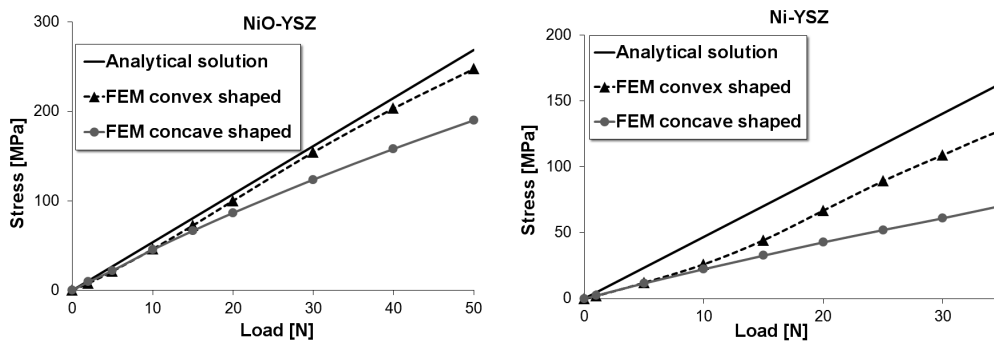 NiO-YSZ
Stress [MPa]
300
200
100
0
Analytical solution
FEM convex shaped
FEM concave shaped
0 10 20 30 40 50
Load [N]
Ni-YSZ
Stress [MPa]
200
150
100
50
0
Analytical solution
FEM convex shaped
FEM concave shaped
0 10 20 30
Load [N]